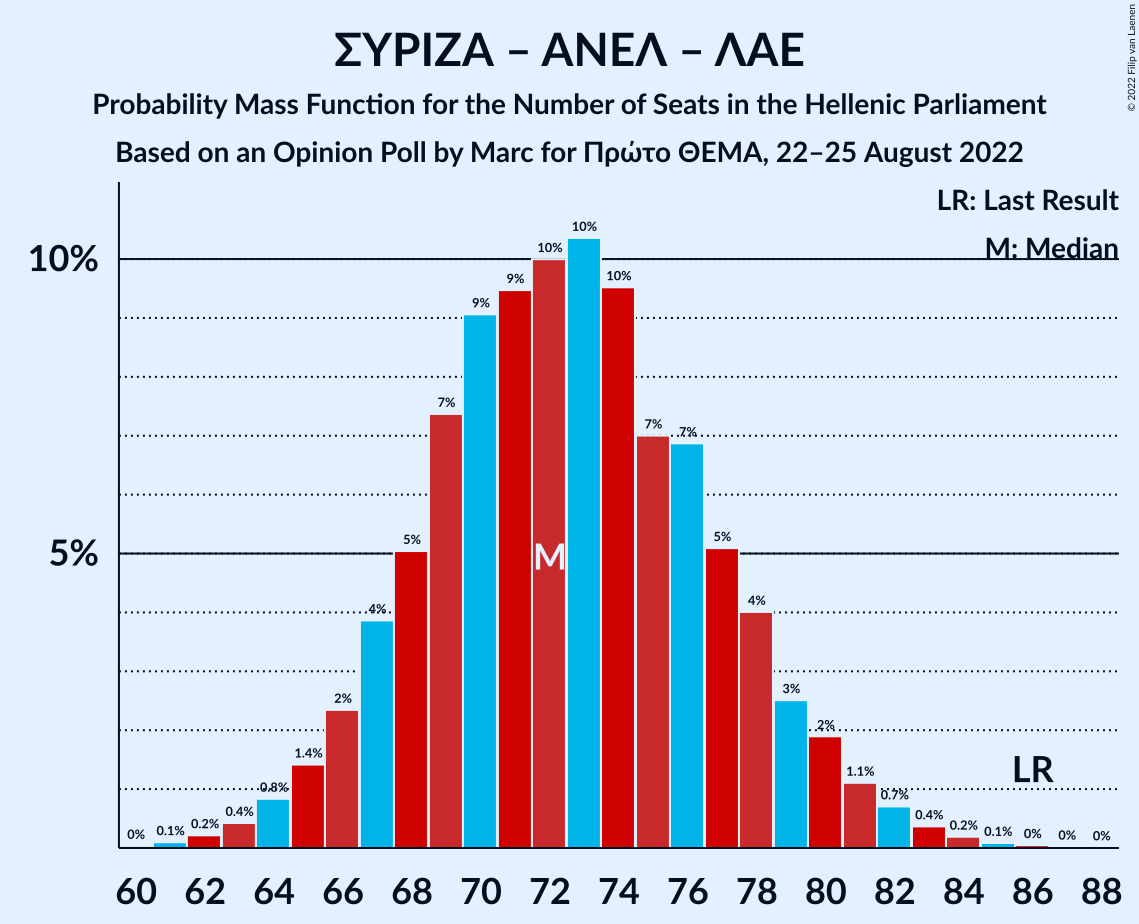 ΣΥΡΙΖΑ – ΑΝΕΛ – ΛΑΕ
Probability Mass Function for the Number of Seats in the Hellenic Parliament
Based on an Opinion Poll by Marc for Πρώτο ΘΕΜΑ, 22–25 August 2022
© 2022 Filip van Laenen
LR: Last Result
M: Median
10%
5%
0% 0.1% 0.2% 0.4% 0.8% 1.4% 2% 4% 5% 7% 9% 9% 10% 10% 10% 7% 7% 5% 4% 3% 2% 1.1% 0.7% 0.4% 0.2% 0.1% 0% 0% 0%
M
LR
60 62 64 66 68 70 72 74 76 78 80 82 84 86 88